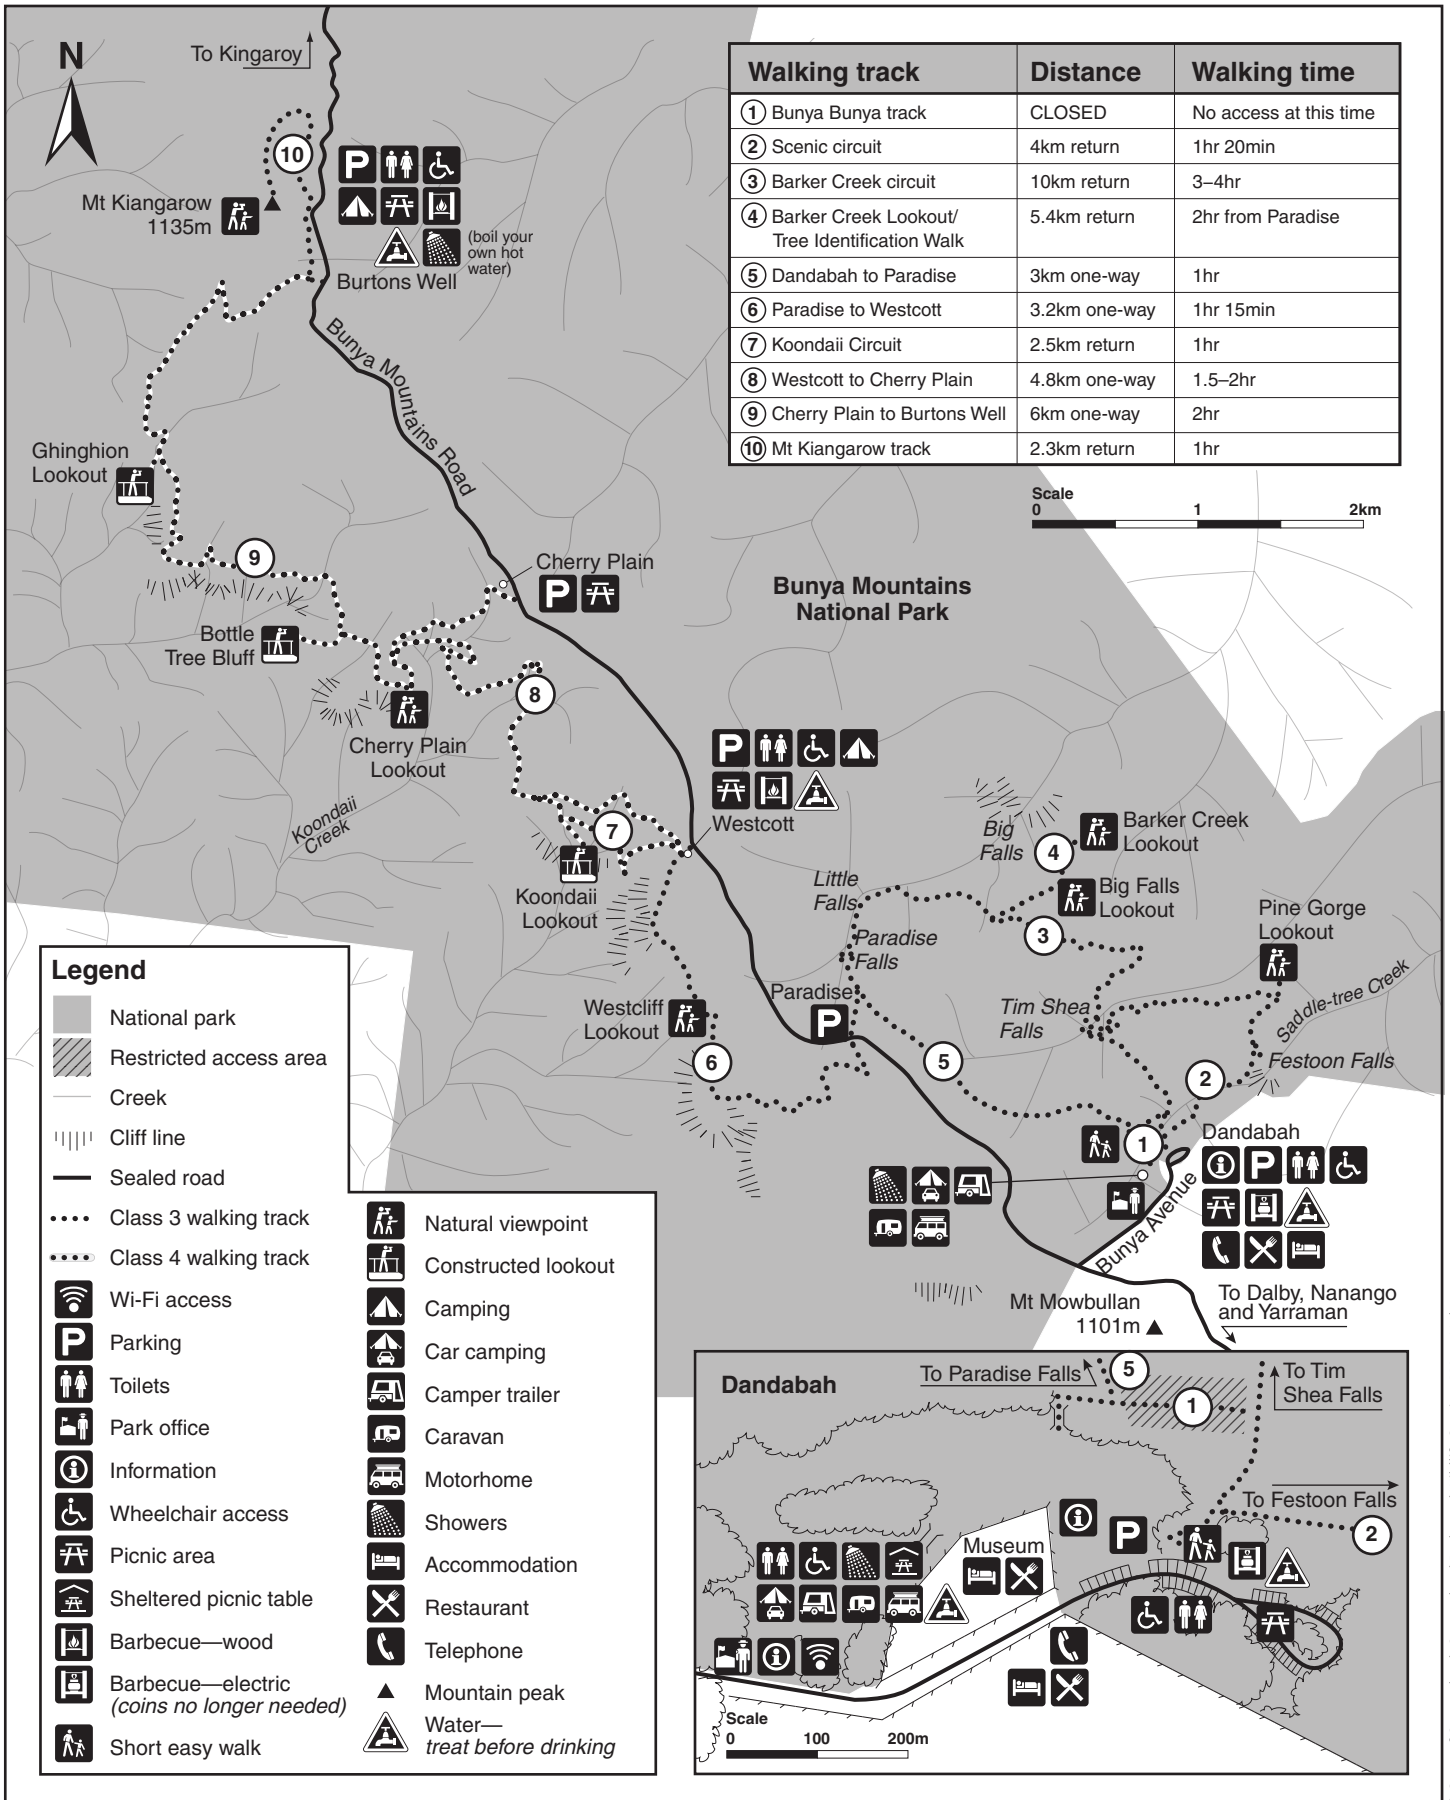 N
To Kingaroy
10
Mt Kiangarow
1135m
P
(boil your
own hot
water)
Burtons Well
Walking track Distance Walking time
1 Bunya Bunya track CLOSED No access at this time
2 Scenic circuit 4km return 1hr 20min
3 Barker Creek circuit 10km return 3–4hr
4 Barker Creek Lookout/ 5.4km return 2hr from Paradise
Tree Identification Walk
5 Dandabah to Paradise 3km one-way 1hr
6 Paradise to Westcott 3.2km one-way 1hr 15min
7 Koondaii Circuit 2.5km return 1hr
8 Westcott to Cherry Plain 4.8km one-way 1.5–2hr
9 Cherry Plain to Burtons Well 6km one-way 2hr
10 Mt Kiangarow track 2.3km return 1hr
Scale
0 1 2km
Bunya Mountains Road
Ghinghion
Lookout
9
Cherry Plain
P
Bunya Mountains
National Park
Bottle
Tree Bluff
8
Cherry Plain
Lookout
Koondaii
Creek
P
Westcott
7
Koondaii
Lookout
Big
Falls
4
Barker Creek
Lookout
Little
Falls
Big Falls
Lookout
3
Pine Gorge
Lookout
Paradise
Falls
Saddle-tree Creek
Paradise
P
Westcliff
Lookout
Tim Shea
Falls
6
5
2
Festoon Falls
1
Dandabah
P
Bunya Avenue
To Dalby, Nanango
and Yarraman
Mt Mowbullan
1101m
Legend
National park
Restricted access area
Creek
Cliff line
Sealed road
Class 3 walking track
Class 4 walking track
Wi-Fi access
P Parking
Toilets
Park office
Information
Wheelchair access
Picnic area
Sheltered picnic table
Barbecue—wood
Barbecue—electric
(coins no longer needed)
Short easy walk
Natural viewpoint
Constructed lookout
Camping
Car camping
Camper trailer
Caravan
Motorhome
Showers
Accommodation
Restaurant
Telephone
Mountain peak
Water—
treat before drinking
Dandabah
To Paradise Falls
5
1
To Tim
Shea Falls
To Festoon Falls
2
P
Museum
Scale
0 100 200m